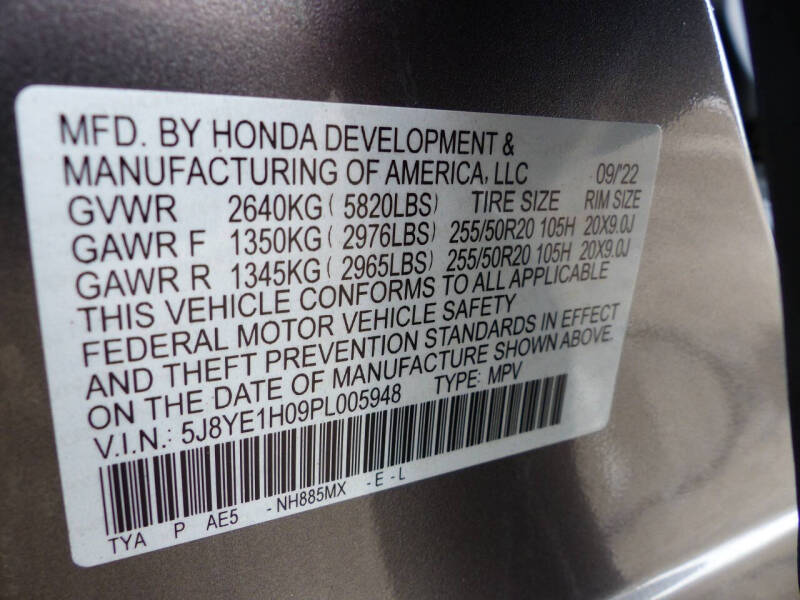 MFD. BY HONDA DEVELOPMENT &
MANUFACTURING OF AMERICA, LLC 09/'22
GVWR 2640KG ( 5820LBS ) TIRE SIZE RIM SIZE
GAWR F 1350KG ( 2976LBS ) 255/50R20 105H 20X9.0J
GAWR R 1345KG ( 2965LBS ) 255/50R20 105H 20X9.0J
THIS VEHICLE CONFORMS TO ALL APPLICABLE
FEDERAL MOTOR VEHICLE SAFETY
AND THEFT PREVENTION STANDARDS IN EFFECT
ON THE DATE OF MANUFACTURE SHOWN ABOVE.
V.I.N.: 5J8YE1H09PL005948 TYPE: MPV
TYA P AE5 - NH885MX - E - L